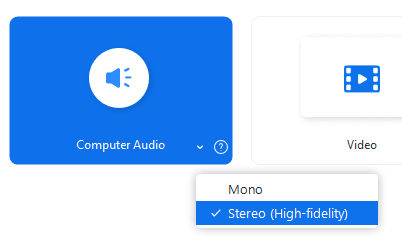 Computer Audio
Video
Mono
Stereo (High-fidelity)